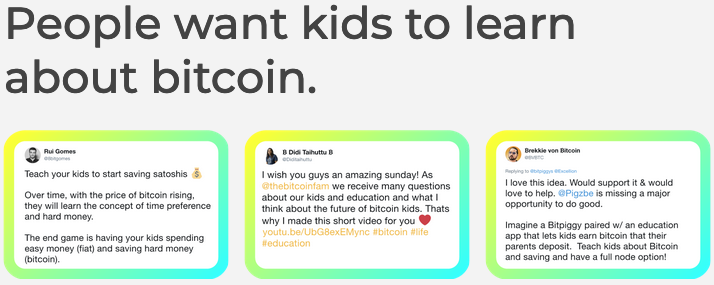 People want kids to learn
about bitcoin.
Rui Gomes
@ruidgomes
Teach your kids to start saving satoshis 💰
Over time, with the price of bitcoin rising,
they will learn the concept of time preference
and hard money.
The end game is having your kids spending
easy money (fiat) and saving hard money
(bitcoin).
B Didi Taihuttu B
@Diditaihuttu
I wish you guys an amazing sunday! As
@thebitcoinfam we receive many questions
about our kids and education and what I
think about the future of bitcoin kids. Thats
why I made this short video for you ❤️
youtu.be/UbG8exEMync #bitcoin #life
#education
Brekkie von Bitcoin
@BVBTC
Replying to @bitpiggys @Excellion
I love this idea. Would support it & would
love to help. @Pigzbe is missing a major
opportunity to do good.
Imagine a Bitpiggy paired w/ an education
app that lets kids earn bitcoin that their
parents deposit. Teach kids about Bitcoin
and saving and have a full node option!